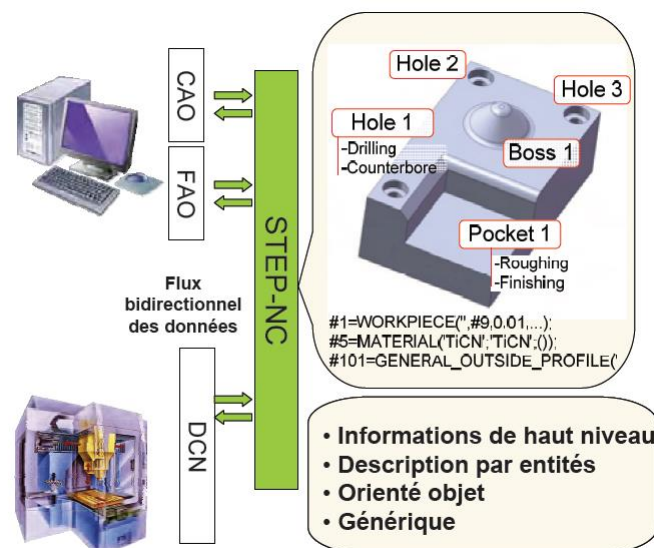 CAO
FAO
Flux
bidirectionnel
des données
DCN
STEP-NC
Hole 2
Hole 3
Hole 1
-Drilling
-Counterbore
Boss 1
Pocket 1
-Roughing
-Finishing
#1=WORKPIECE('',#9,0.01,...);
#5=MATERIAL('TiCN';'TiCN';());
#101=GENERAL_OUTSIDE_PROFILE('
• Informations de haut niveau
• Description par entités
• Orienté objet
• Générique